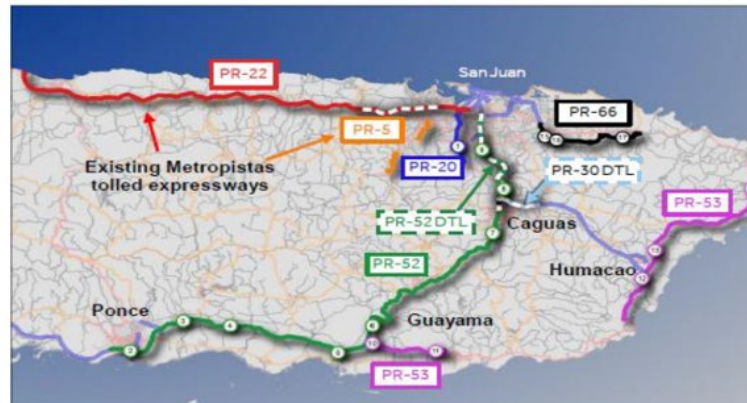 San Juan
PR-22
PR-66
PR-5
Existing Metropistas
tolled expressways
PR-20
PR-30 DTL
PR-53
PR-52 DTL
Caguas
PR-52
Humacao
Ponce
Guayama
PR-53